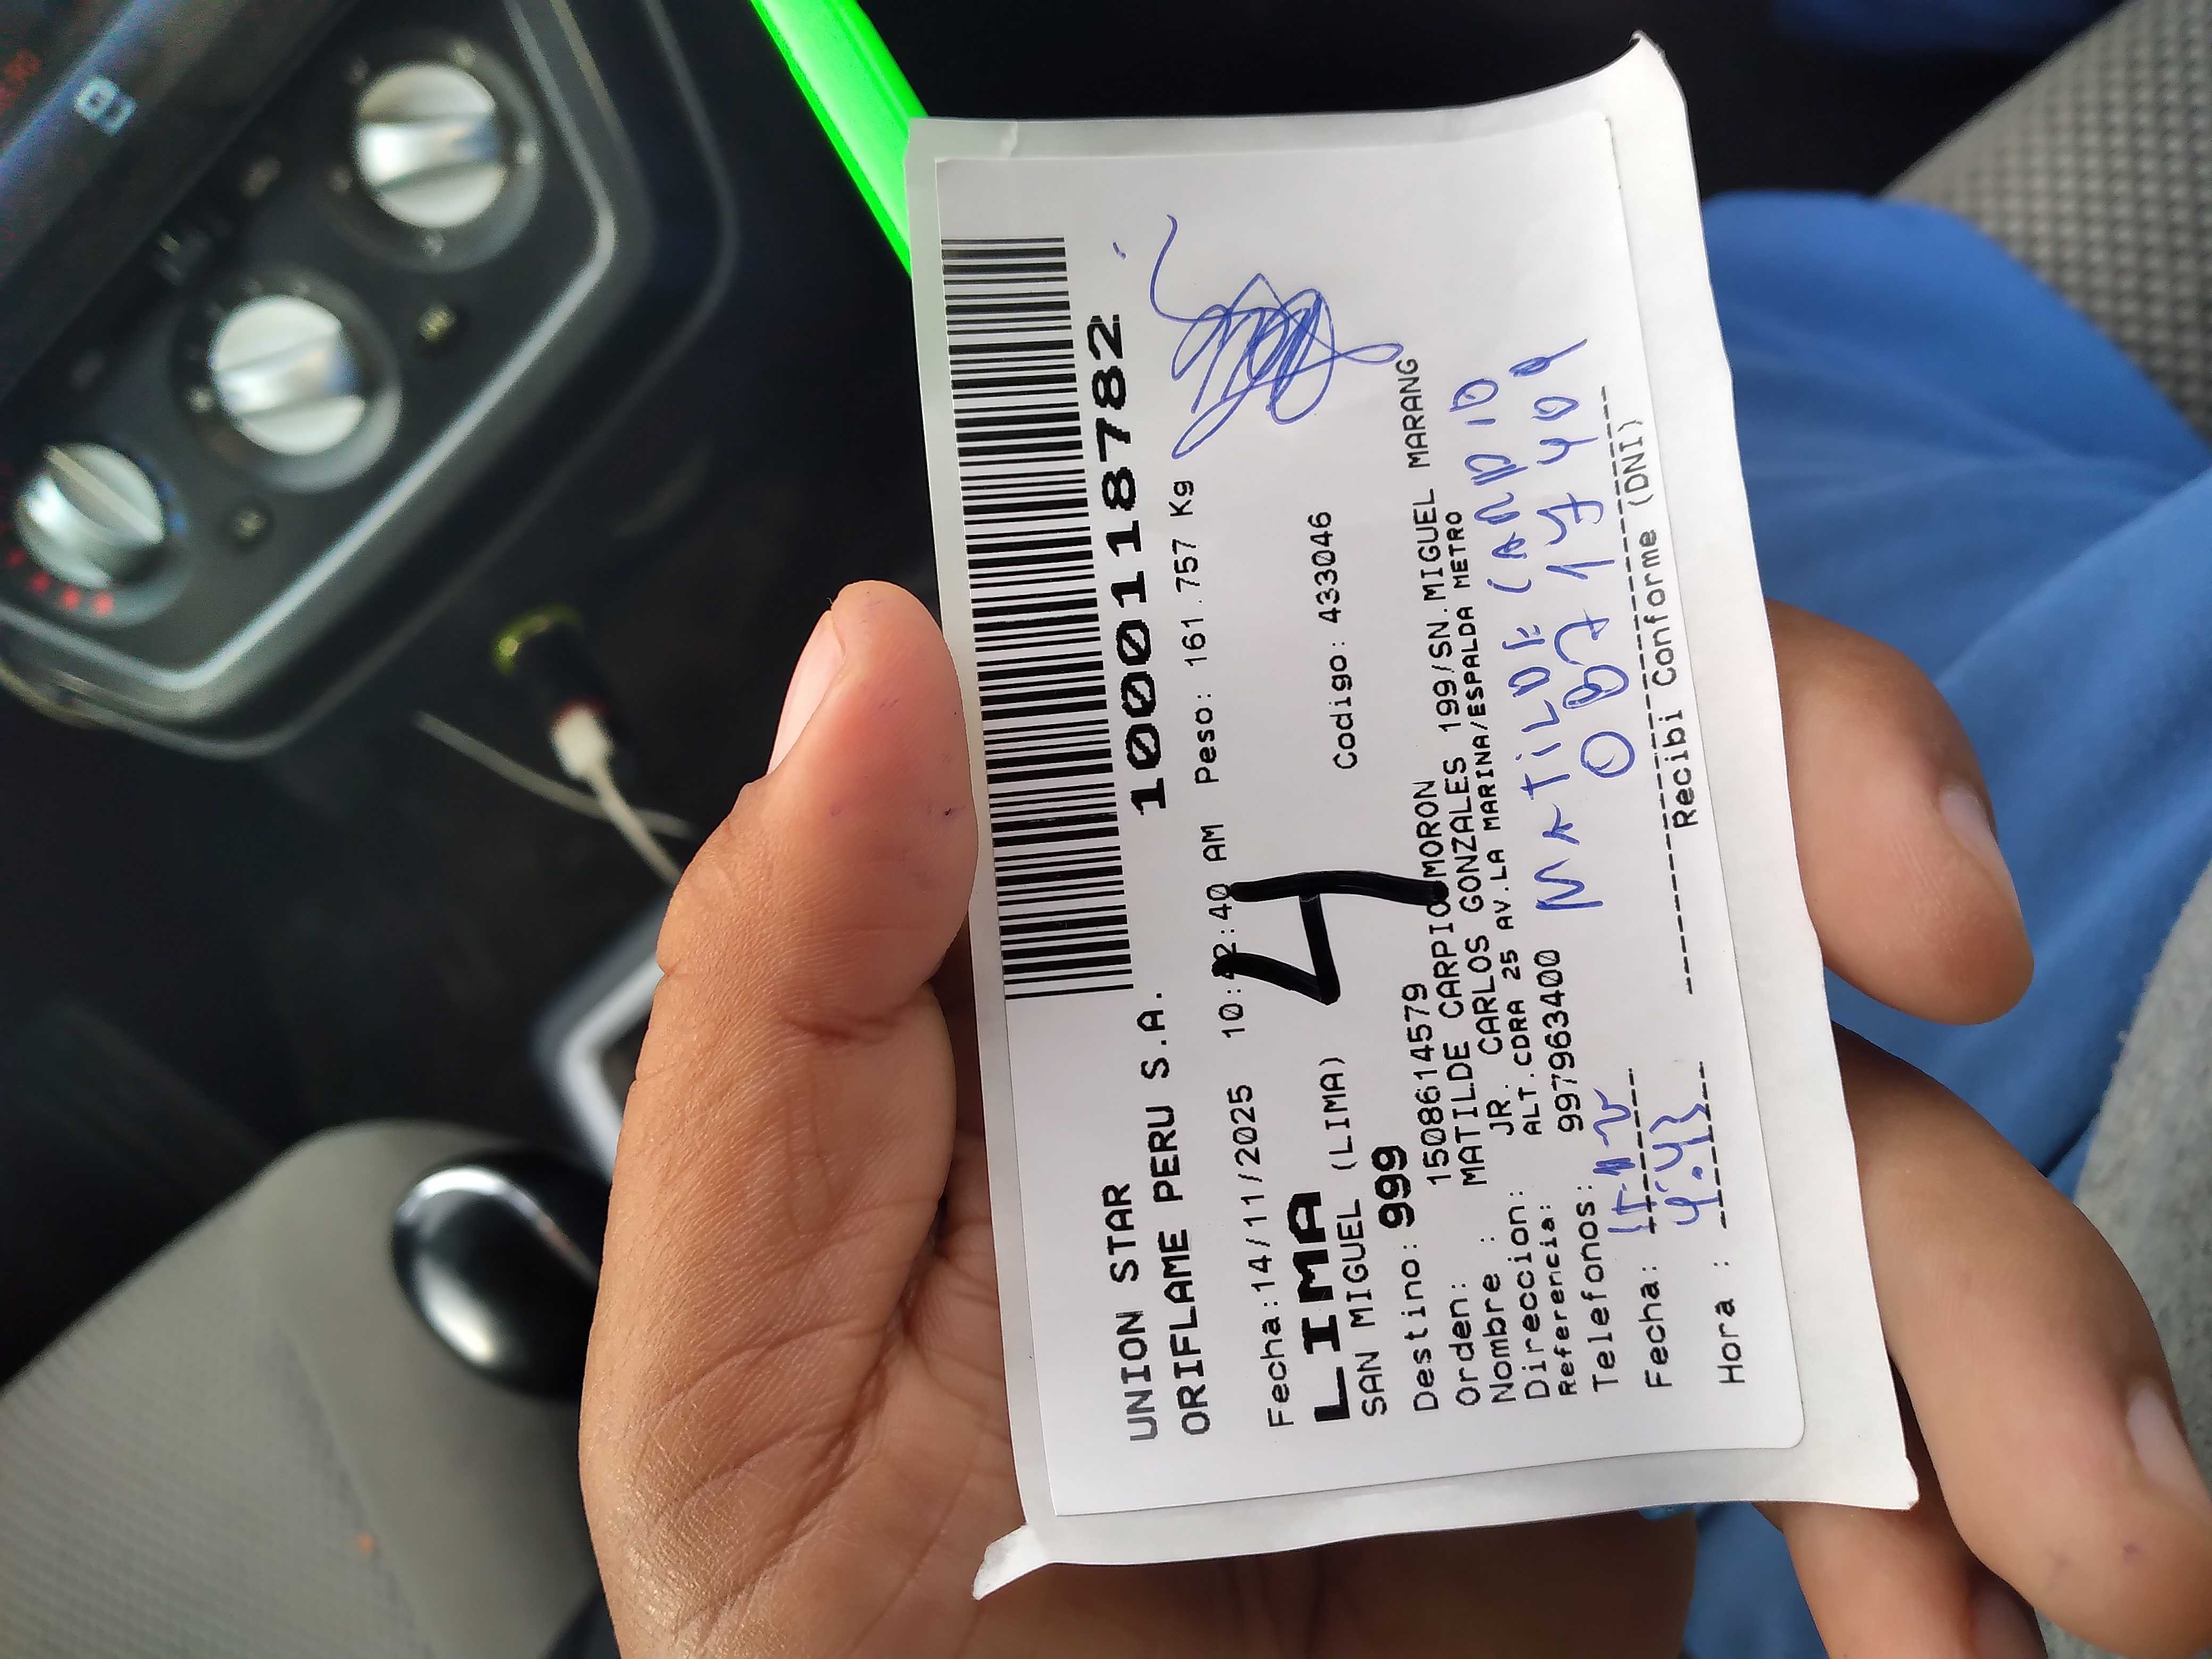 1000118782
UNION STAR
ORIFLAME PERU S.A.
Fecha:14/11/2025 10:42:40 AM Peso: 161.757 Kg
LIMA
SAN MIGUEL (LIMA)
4
Destino: 999 Codigo: 433046
Orden: 1508614579
Nombre : MATILDE CARPIO MORON
Direccion: JR. CARLOS GONZALES 199/SN.MIGUEL MARANG
Referencia: ALT.CDRA 25 AV.LA MARINA/ESPALDA METRO
Telefonos: 997963400
MATILDE CARPIO
Fecha:
Hora : 4:43
Recibi Conforme (DNI)